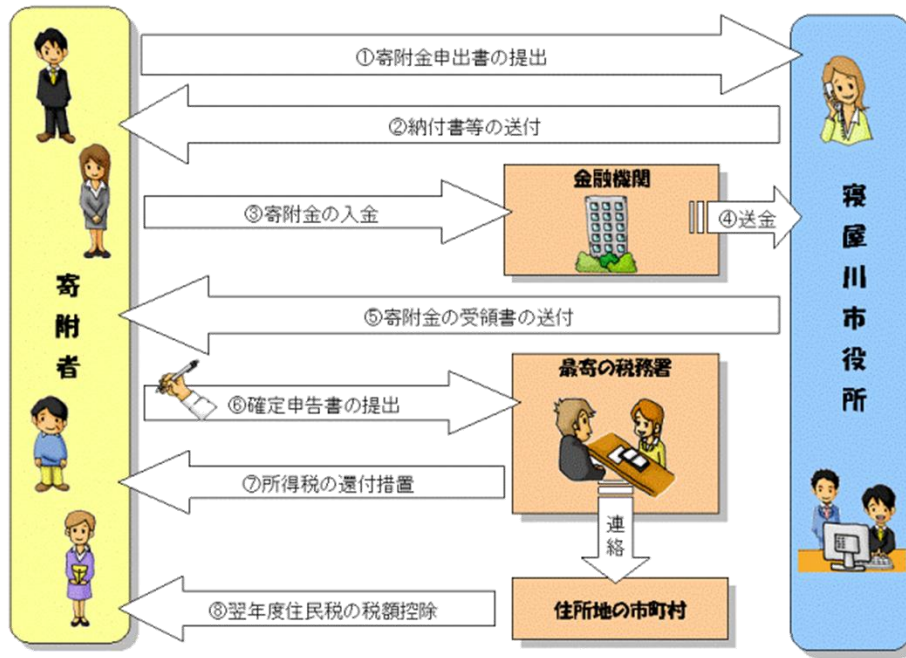 ①寄附金申出書の提出
②納付書等の送付
金融機関
③寄附金の入金
④送金
寄附者
寝屋川市役所
⑤寄附金の受領書の送付
最寄の税務署
⑥確定申告書の提出
⑦所得税の還付措置
連絡
⑧翌年度住民税の税額控除
住所地の市町村